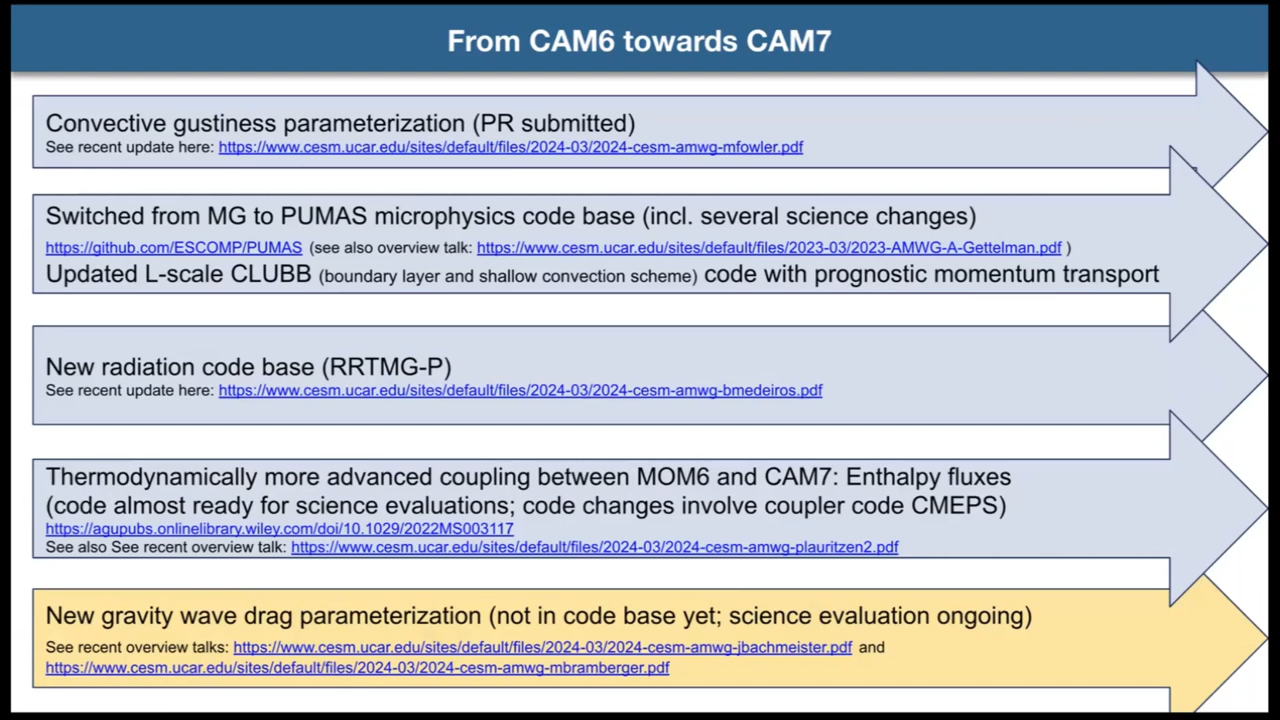 From CAM6 towards CAM7
Convective gustiness parameterization (PR submitted)
See recent update here: https://www.cesm.ucar.edu/sites/default/files/2024-03/2024-cesm-amwg-mfowler.pdf
Switched from MG to PUMAS microphysics code base (incl. several science changes)
https://github.com/ESCOMP/PUMAS (see also overview talk: https://www.cesm.ucar.edu/sites/default/files/2023-03/2023-AMWG-A-Gettelman.pdf )
Updated L-scale CLUBB (boundary layer and shallow convection scheme) code with prognostic momentum transport
New radiation code base (RRTMG-P)
See recent update here: https://www.cesm.ucar.edu/sites/default/files/2024-03/2024-cesm-amwg-bmedeiros.pdf
Thermodynamically more advanced coupling between MOM6 and CAM7: Enthalpy fluxes
(code almost ready for science evaluations; code changes involve coupler code CMEPS)
https://agupubs.onlinelibrary.wiley.com/doi/10.1029/2022MS003117
See also See recent overview talk: https://www.cesm.ucar.edu/sites/default/files/2024-03/2024-cesm-amwg-plauritzen2.pdf
New gravity wave drag parameterization (not in code base yet; science evaluation ongoing)
See recent overview talks: https://www.cesm.ucar.edu/sites/default/files/2024-03/2024-cesm-amwg-jbachmeister.pdf and
https://www.cesm.ucar.edu/sites/default/files/2024-03/2024-cesm-amwg-mbramberger.pdf